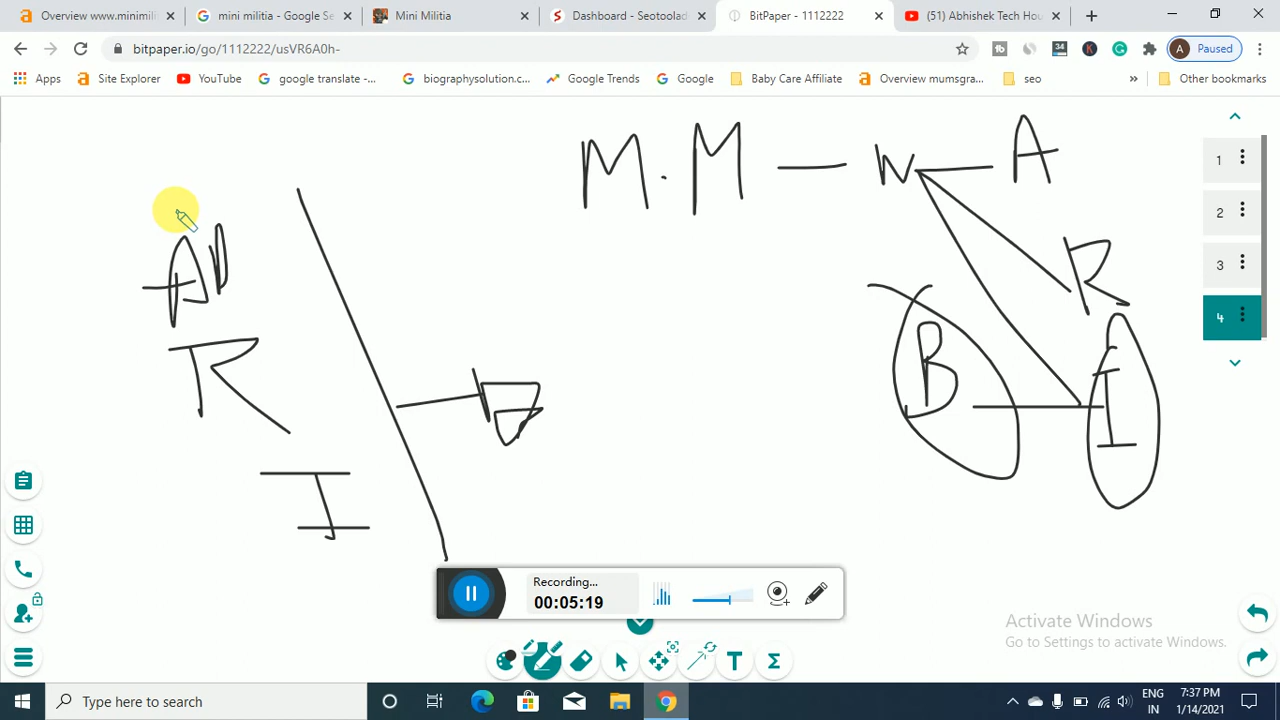 Overview www.minimili
mini militia - Google Se
Mini Militia
Dashboard - Seotoolad
BitPaper - 1112222
(51) Abhishek Tech Hou
bitpaper.io/go/1112222/usVR6A0h-
34
K
A Paused
Apps
Site Explorer
YouTube
google translate -...
biographysolution.c...
Google Trends
Google
Baby Care Affiliate
Overview mumsgra...
seo
Other bookmarks
M.M — W — A
R
B — I
AD
R
I
B
1
2
3
4
Recording...
00:05:19
Activate Windows
Go to Settings to activate Windows.
T
Σ
Type here to search
ENG
IN
7:37 PM
1/14/2021